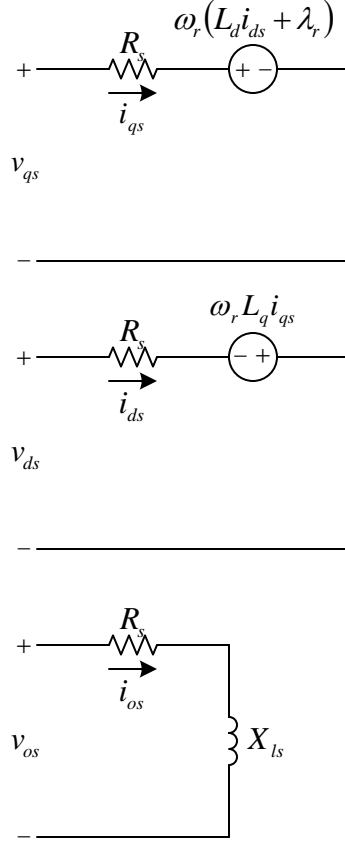 ω_r(L_d i_ds + λ_r)
+ R_s + −
i_qs
v_qs
−
ω_r L_q i_qs
+ R_s − +
i_ds
v_ds
−
+ R_s
i_os
v_os X_ls
−